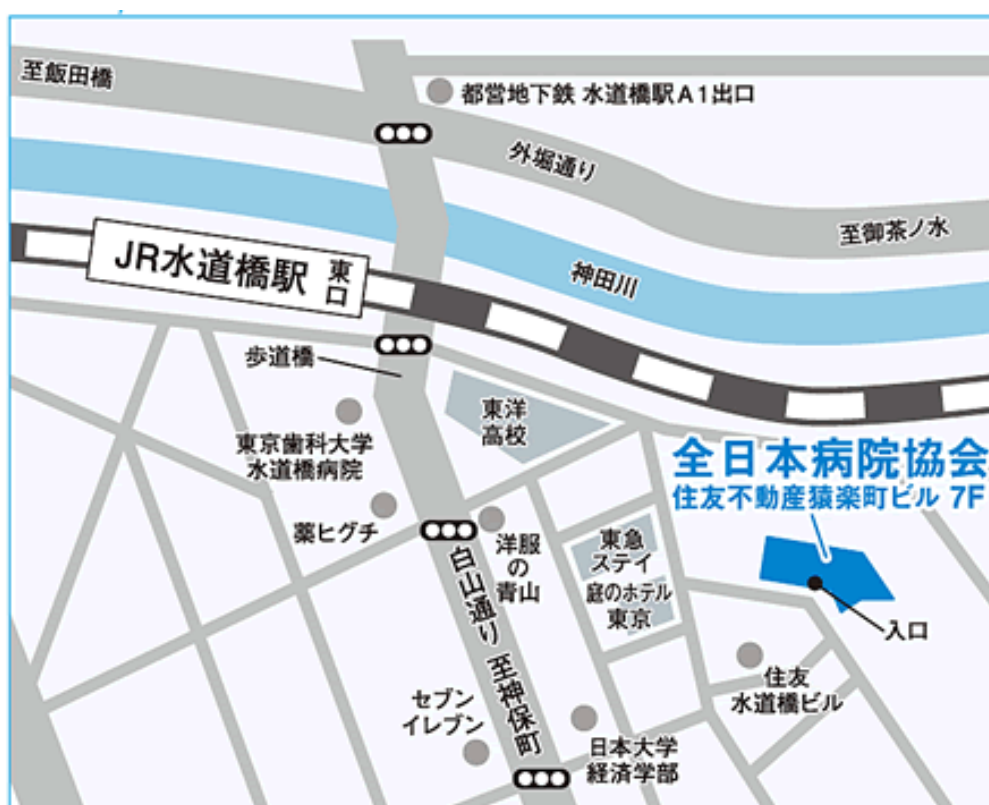 至飯田橋
都営地下鉄 水道橋駅A1出口
外堀通り
至御茶ノ水
神田川
JR水道橋駅
東口
歩道橋
東洋
高校
東京歯科大学
水道橋病院
全日本病院協会
住友不動産猿楽町ビル 7F
薬ヒグチ
洋服の青山
東急
ステイ
庭のホテル
東京
白山通り 至神保町
入口
住友
水道橋ビル
セブン
イレブン
日本大学
経済学部